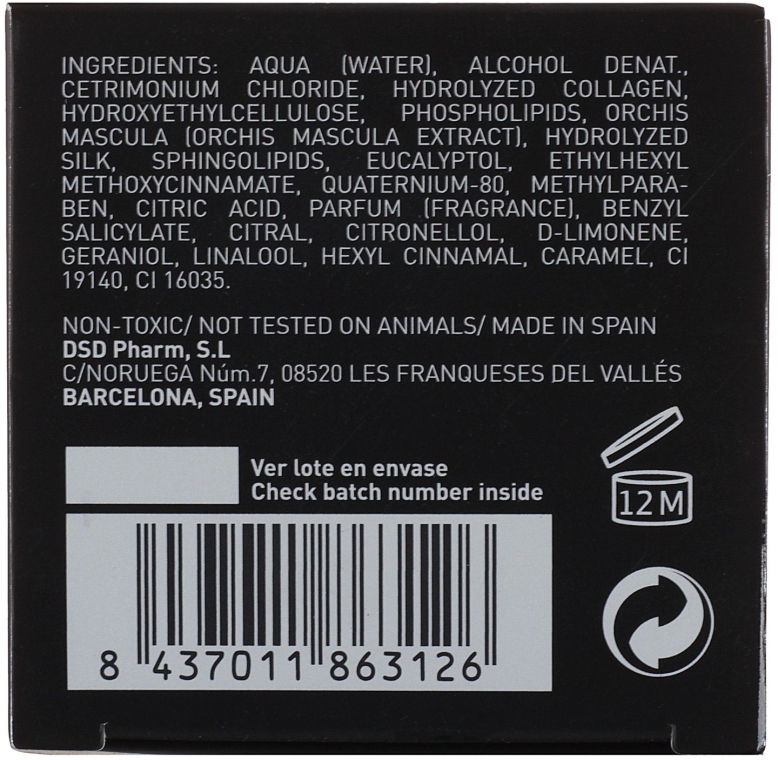 INGREDIENTS: AQUA (WATER), ALCOHOL DENAT.,
CETRIMONIUM CHLORIDE, HYDROLYZED COLLAGEN,
HYDROXYETHYLCELLULOSE, PHOSPHOLIPIDS, ORCHIS
MASCULA (ORCHIS MASCULA EXTRACT), HYDROLYZED
SILK, SPHINGOLIPIDS, EUCALYPTOL, ETHYLHEXYL
METHOXYCINNAMATE, QUATERNIUM-80, METHYLPARA-
BEN, CITRIC ACID, PARFUM (FRAGRANCE), BENZYL
SALICYLATE, CITRAL, CITRONELLOL, D-LIMONENE,
GERANIOL, LINALOOL, HEXYL CINNAMAL, CARAMEL, CI
19140, CI 16035.
NON-TOXIC/ NOT TESTED ON ANIMALS/ MADE IN SPAIN
DSD Pharm, S.L
C/NORUEGA Núm.7, 08520 LES FRANQUESES DEL VALLÉS
BARCELONA, SPAIN
Ver lote en envase
Check batch number inside
12 M
8 437011 863126